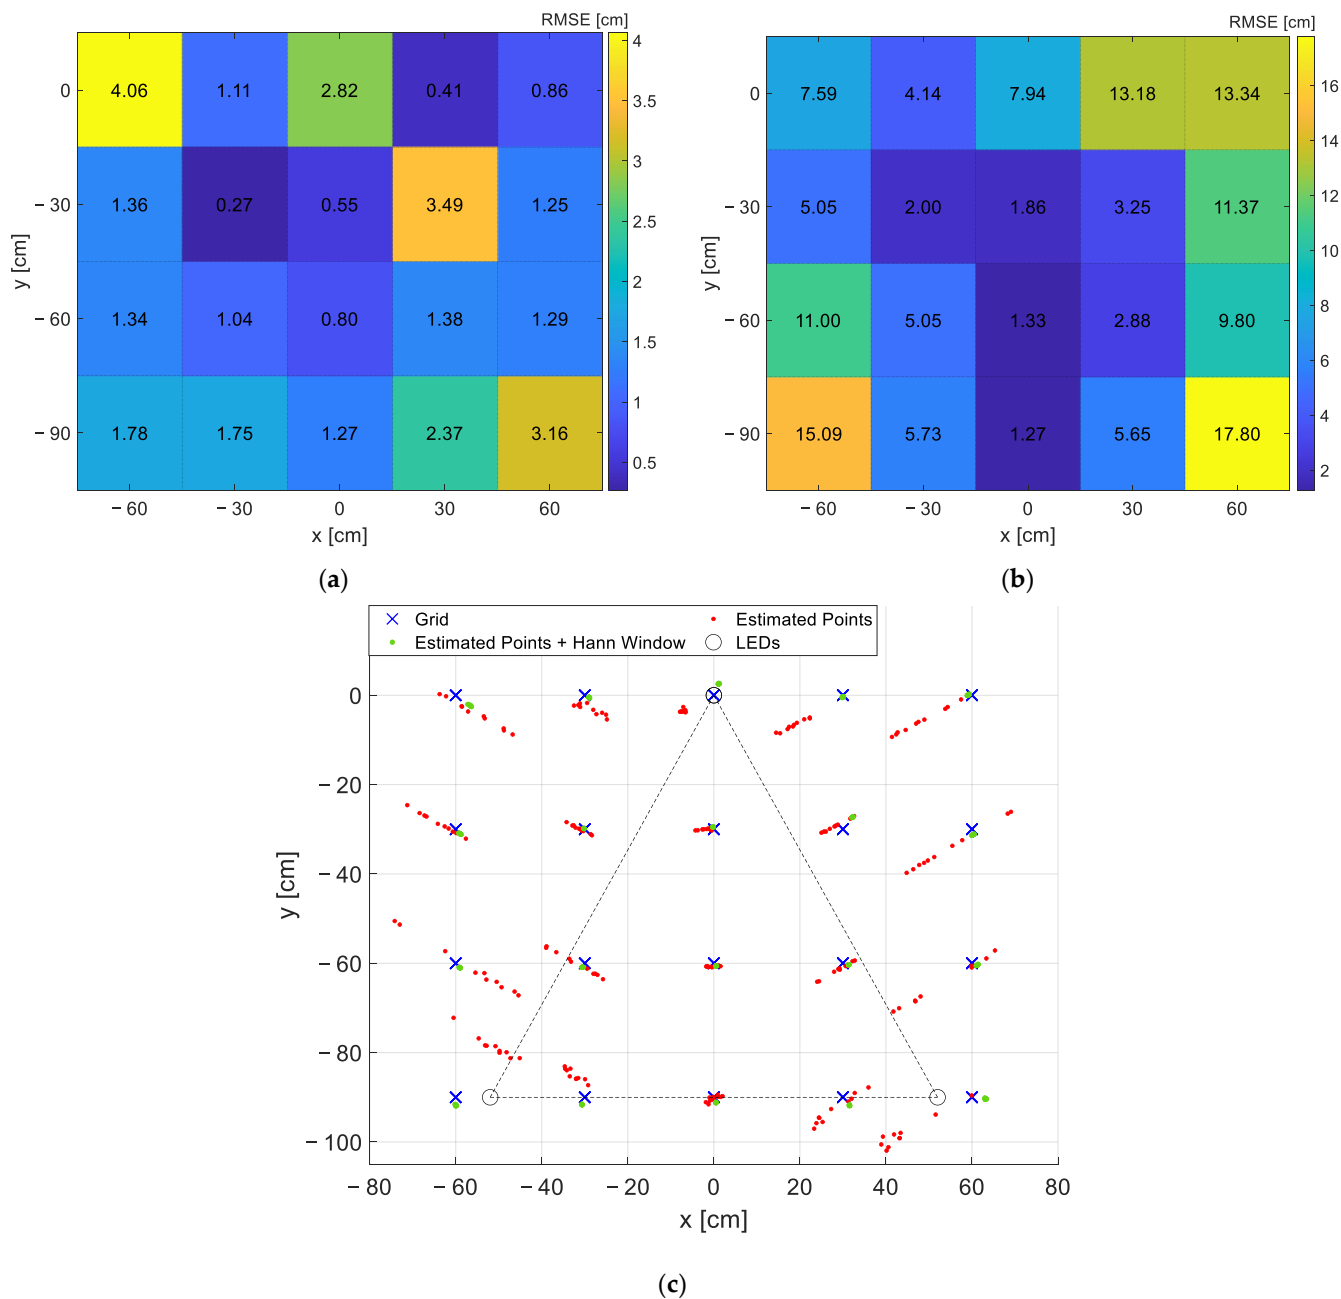 RMSE [cm]
4.06 1.11 2.82 0.41 0.86
1.36 0.27 0.55 3.49 1.25
1.34 1.04 0.80 1.38 1.29
1.78 1.75 1.27 2.37 3.16
0
− 30
− 60
− 90
y [cm]
− 60 − 30 0 30 60
x [cm]
4
3.5
3
2.5
2
1.5
1
0.5
(a)
RMSE [cm]
7.59 4.14 7.94 13.18 13.34
5.05 2.00 1.86 3.25 11.37
11.00 5.05 1.33 2.88 9.80
15.09 5.73 1.27 5.65 17.80
0
− 30
− 60
− 90
y [cm]
− 60 − 30 0 30 60
x [cm]
16
14
12
10
8
6
4
2
(b)
Grid
Estimated Points
Estimated Points + Hann Window
LEDs
0
− 20
− 40
− 60
− 80
− 100
y [cm]
− 80 − 60 − 40 − 20 0 20 40 60 80
x [cm]
(c)